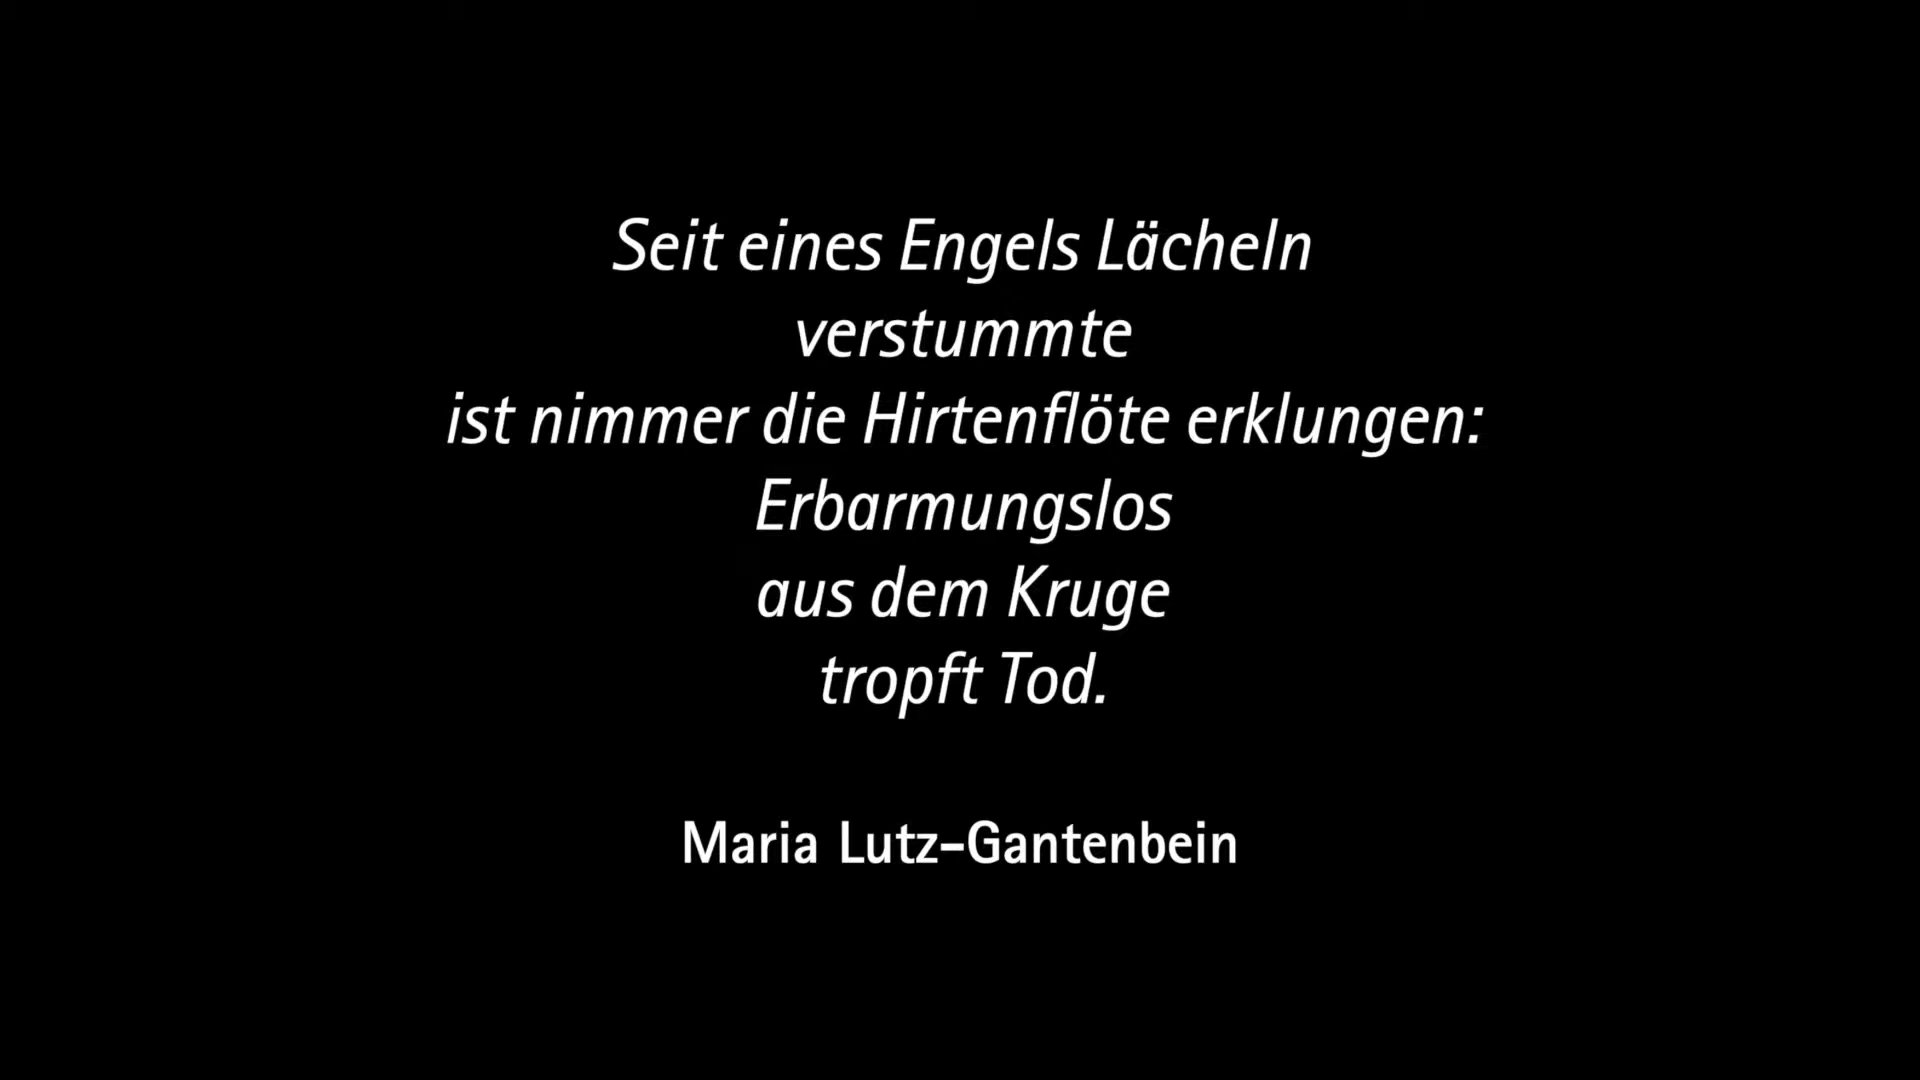 Seit eines Engels Lächeln
verstummte
ist nimmer die Hirtenflöte erklungen:
Erbarmungslos
aus dem Kruge
tropft Tod.
Maria Lutz-Gantenbein